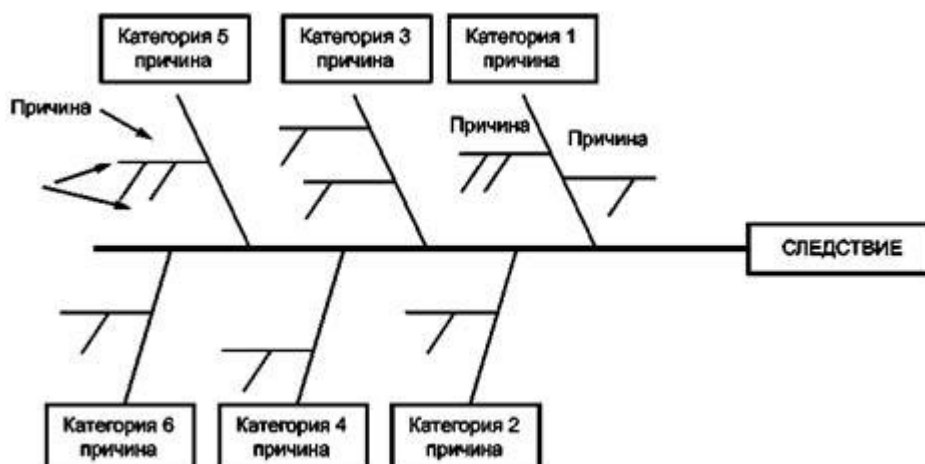 Категория 5
причина
Категория 3
причина
Категория 1
причина
Причина
Причина
Причина
СЛЕДСТВИЕ
Категория 6
причина
Категория 4
причина
Категория 2
причина